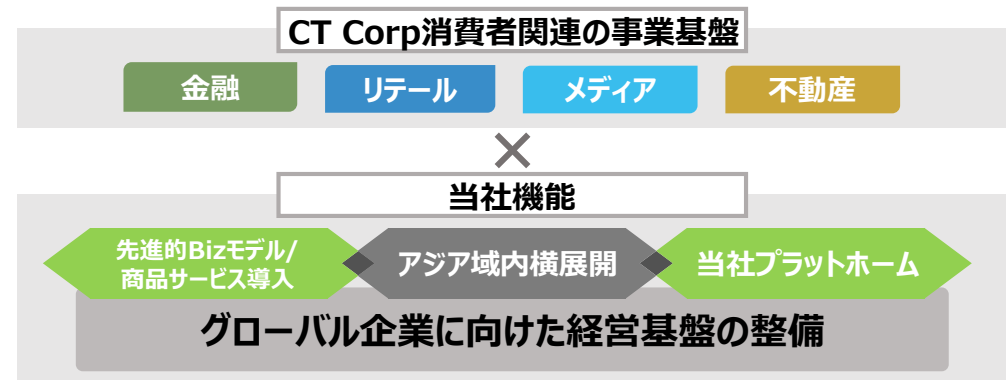 CT Corp消費者関連の事業基盤
金融
リテール
メディア
不動産
×
当社機能
先進的Bizモデル/
商品サービス導入
アジア域内横展開
当社プラットホーム
グローバル企業に向けた経営基盤の整備